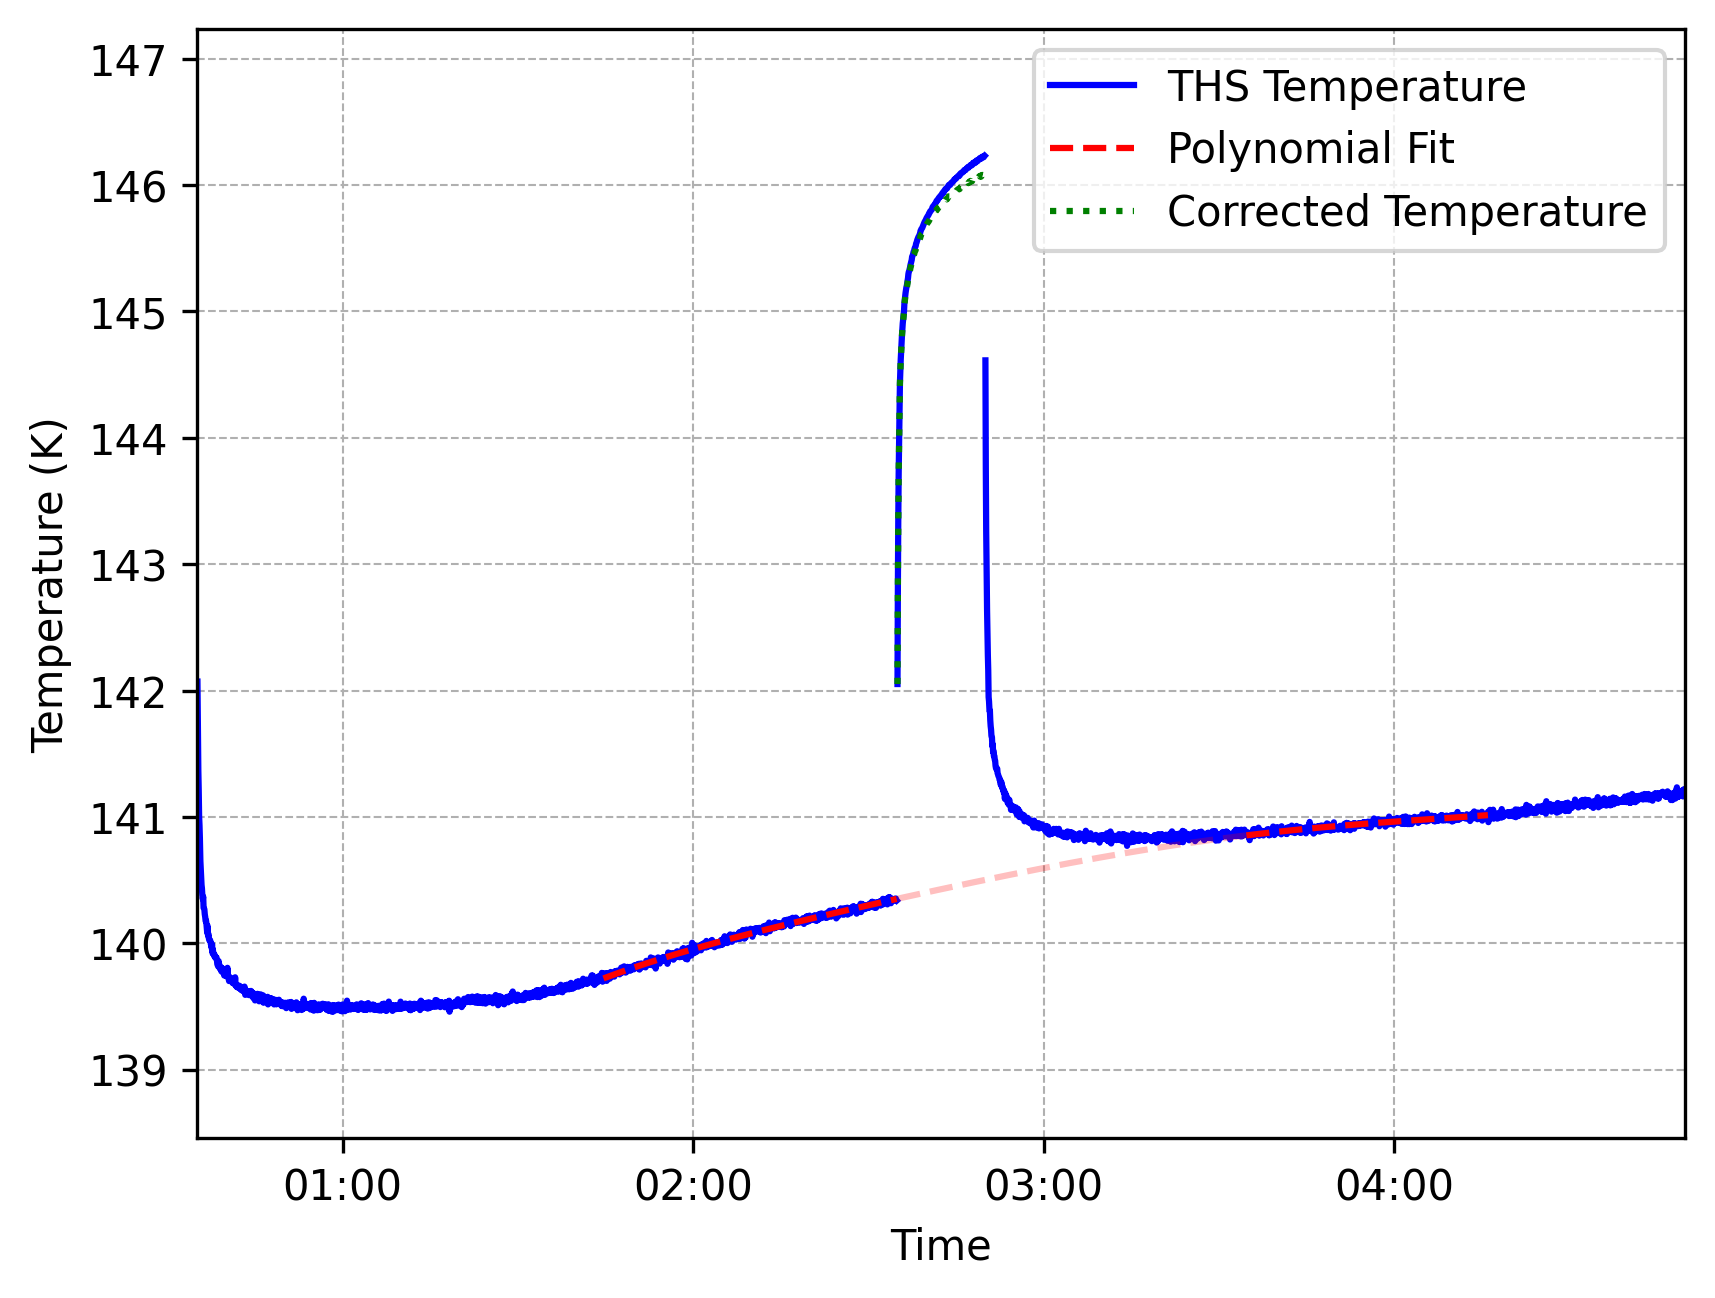 147
146
145
144
143
142
141
140
139
Temperature (K)
THS Temperature
Polynomial Fit
Corrected Temperature
01:00 02:00 03:00 04:00
Time